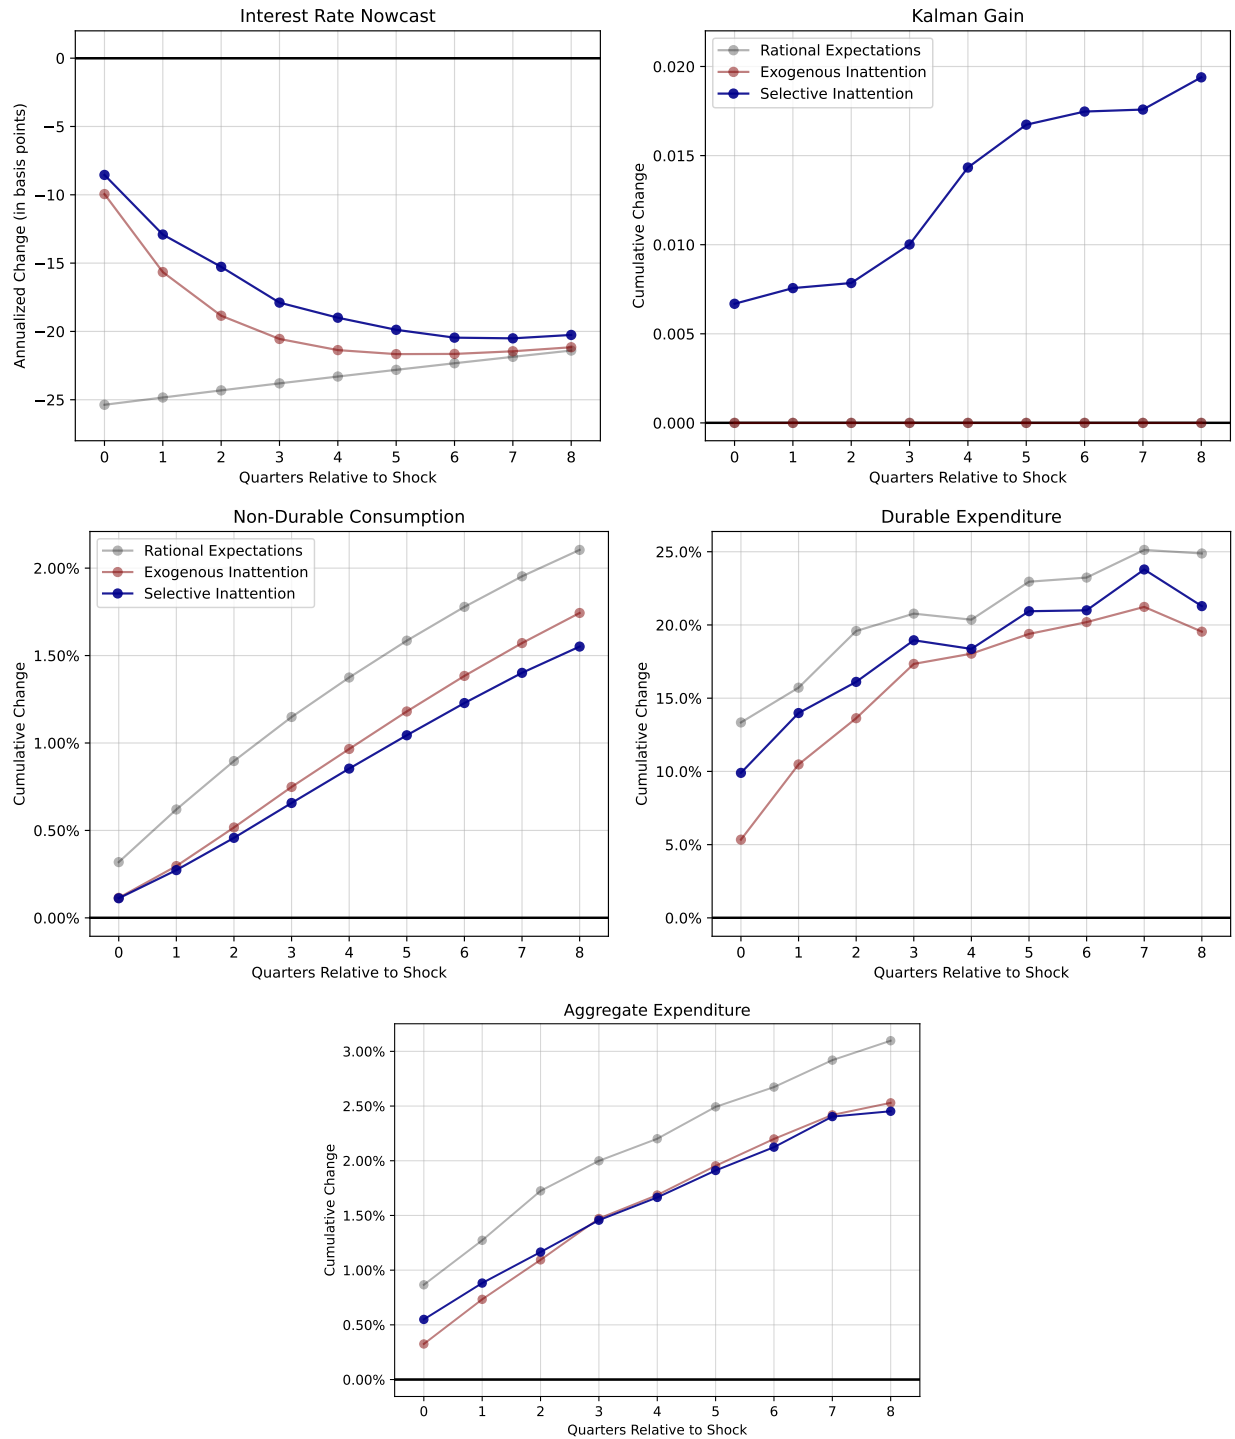 Interest Rate Nowcast
Annualized Change (in basis points)
0
−5
−10
−15
−20
−25
0 1 2 3 4 5 6 7 8
Quarters Relative to Shock
Kalman Gain
Rational Expectations
Exogenous Inattention
Selective Inattention
Cumulative Change
0.020
0.015
0.010
0.005
0.000
0 1 2 3 4 5 6 7 8
Quarters Relative to Shock
Non-Durable Consumption
Rational Expectations
Exogenous Inattention
Selective Inattention
Cumulative Change
2.00%
1.50%
1.00%
0.50%
0.00%
0 1 2 3 4 5 6 7 8
Quarters Relative to Shock
Durable Expenditure
Cumulative Change
25.0%
20.0%
15.0%
10.0%
5.0%
0.0%
0 1 2 3 4 5 6 7 8
Quarters Relative to Shock
Aggregate Expenditure
Cumulative Change
3.00%
2.50%
2.00%
1.50%
1.00%
0.50%
0.00%
0 1 2 3 4 5 6 7 8
Quarters Relative to Shock